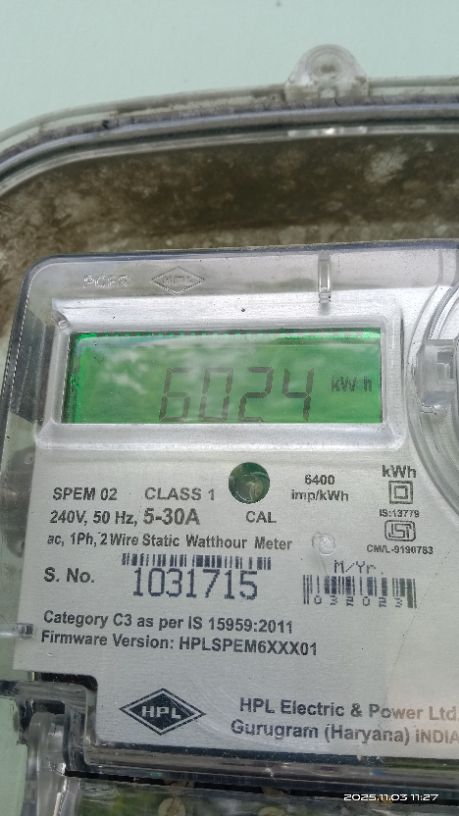 HPL
6024 kWh
SPEM 02 CLASS 1
6400
imp/kWh
kWh
240V, 50 Hz, 5-30A
CAL
IS:13779
ISI
ac, 1Ph, 2 Wire Static Watthour Meter
CM/L-9190763
S. No. 1031715
M/Yr.
032023
Category C3 as per IS 15959:2011
Firmware Version: HPLSPEM6XXX01
HPL
HPL Electric & Power Ltd.
Gurugram (Haryana) INDIA
2025.11.03 11:27